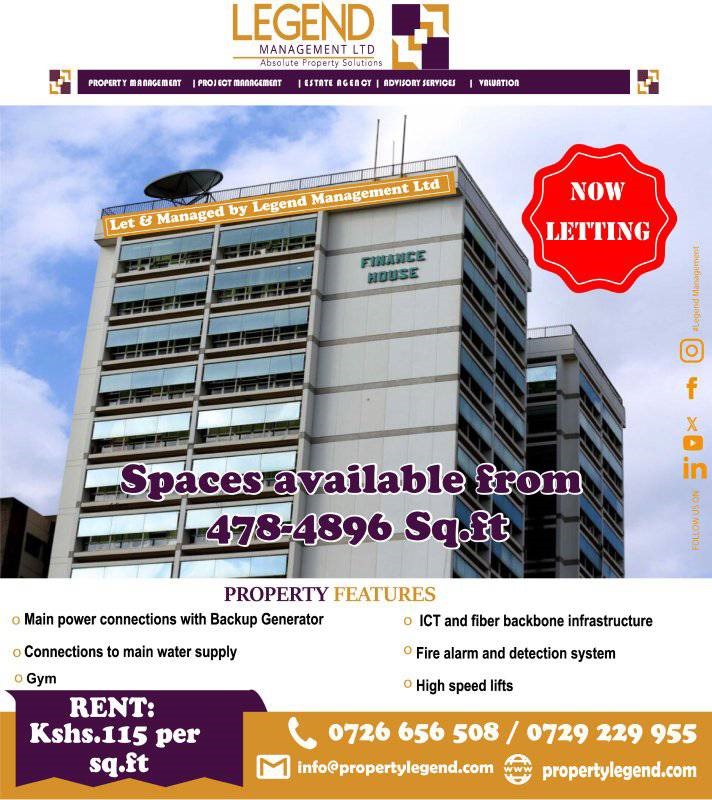 LEGEND
MANAGEMENT LTD
Absolute Property Solutions
PROPERTY MANAGEMENT | PROJECT MANAGEMENT | ESTATE AGENCY | ADVISORY SERVICES | VALUATION
Let & Managed by Legend Management Ltd
FINANCE
HOUSE
NOW
LETTING
#Legend Management
FOLLOW US ON
Spaces available from
478-4896 Sq.ft
PROPERTY FEATURES
o Main power connections with Backup Generator
o Connections to main water supply
o Gym
o ICT and fiber backbone infrastructure
o Fire alarm and detection system
o High speed lifts
RENT:
Kshs.115 per
sq.ft
0726 656 508 / 0729 229 955
info@propertylegend.com
www
propertylegend.com